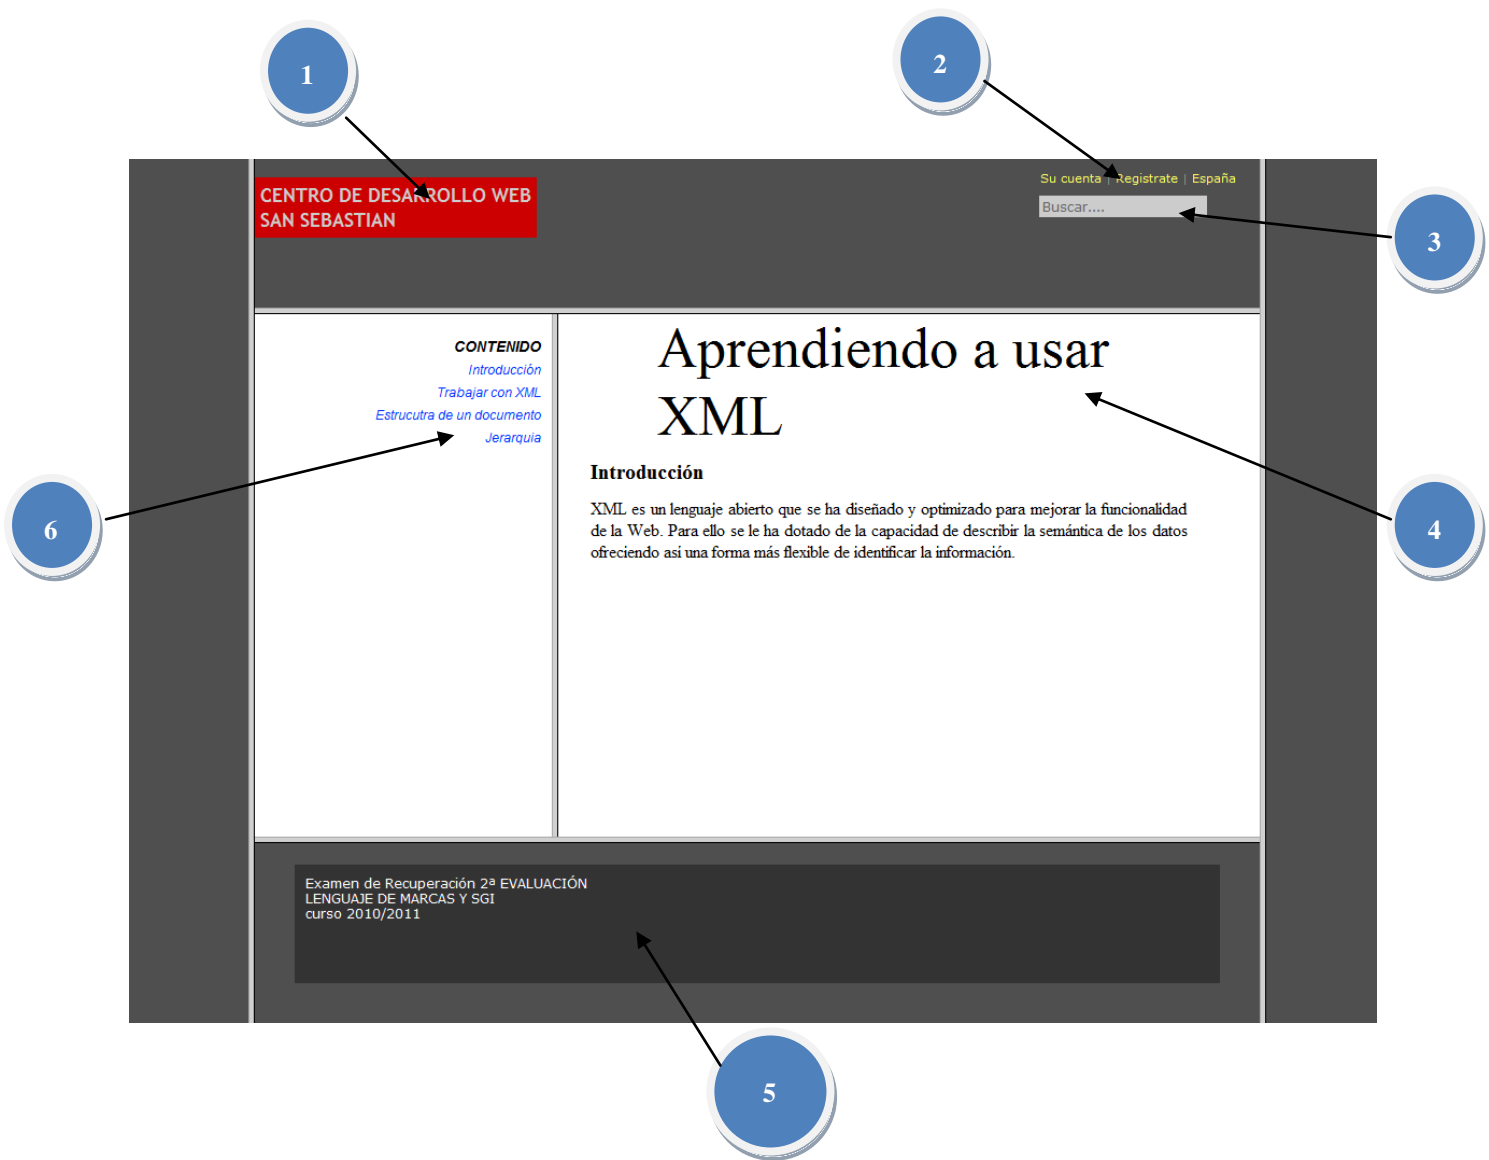 1
2
CENTRO DE DESARROLLO WEB
SAN SEBASTIAN
Su cuenta | Registrate | España
Buscar....
3
CONTENIDO
Introducción
Trabajar con XML
Estrucutra de un documento
Jerarquia
Aprendiendo a usar
XML
Introducción
XML es un lenguaje abierto que se ha diseñado y optimizado para mejorar la funcionalidad
de la Web. Para ello se le ha dotado de la capacidad de describir la semántica de los datos
ofreciendo asi una forma más flexible de identificar la información.
6
4
Examen de Recuperación 2ª EVALUACIÓN
LENGUAJE DE MARCAS Y SGI
curso 2010/2011
5